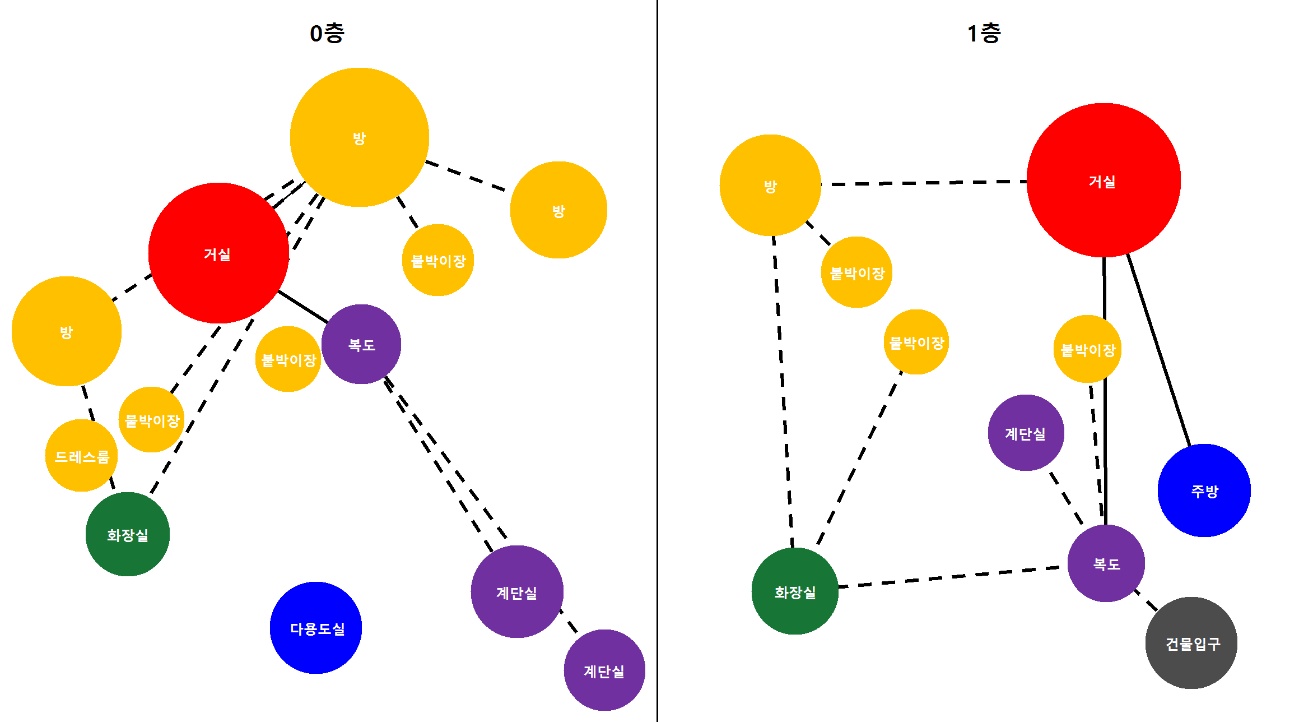 0층
방
방
거실
붙박이장
방
복도
붙박이장
붙박이장
드레스룸
화장실
계단실
다용도실
계단실
1층
방
거실
붙박이장
붙박이장
붙박이장
계단실
주방
복도
화장실
건물입구